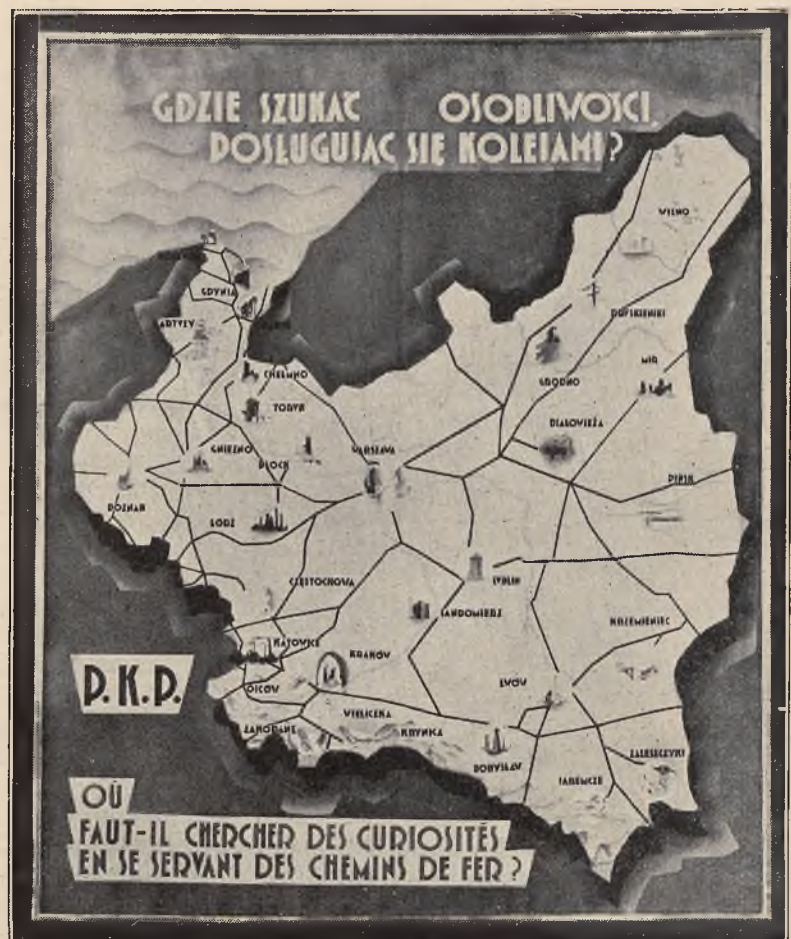 GDZIE SZUKAĆ OSOBLIWOŚCI,
POSŁUGUJĄC SIĘ KOLEJAMI?
WILNO
GDYNIA
DRUSKIENIKI
MIR
CHEŁMNO
GRODNO
TORUŃ
BIAŁOWIEŻA
GNIEZNO
WARSZAWA
PŁOCK
PIŃSK
POZNAŃ
ŁÓDŹ
LUBLIN
CZĘSTOCHOWA
SANDOMIERZ
KRZEMIENIEC
KATOWICE
KRAKÓW
P.K.P.
LWÓW
OJCÓW
WIELICZKA
ZAKOPANE
KRYNICA
ZALESZCZYKI
BORYSŁAW
JAREMCZE
OÙ
FAUT-IL CHERCHER DES CURIOSITÉS
EN SE SERVANT DES CHEMINS DE FER ?